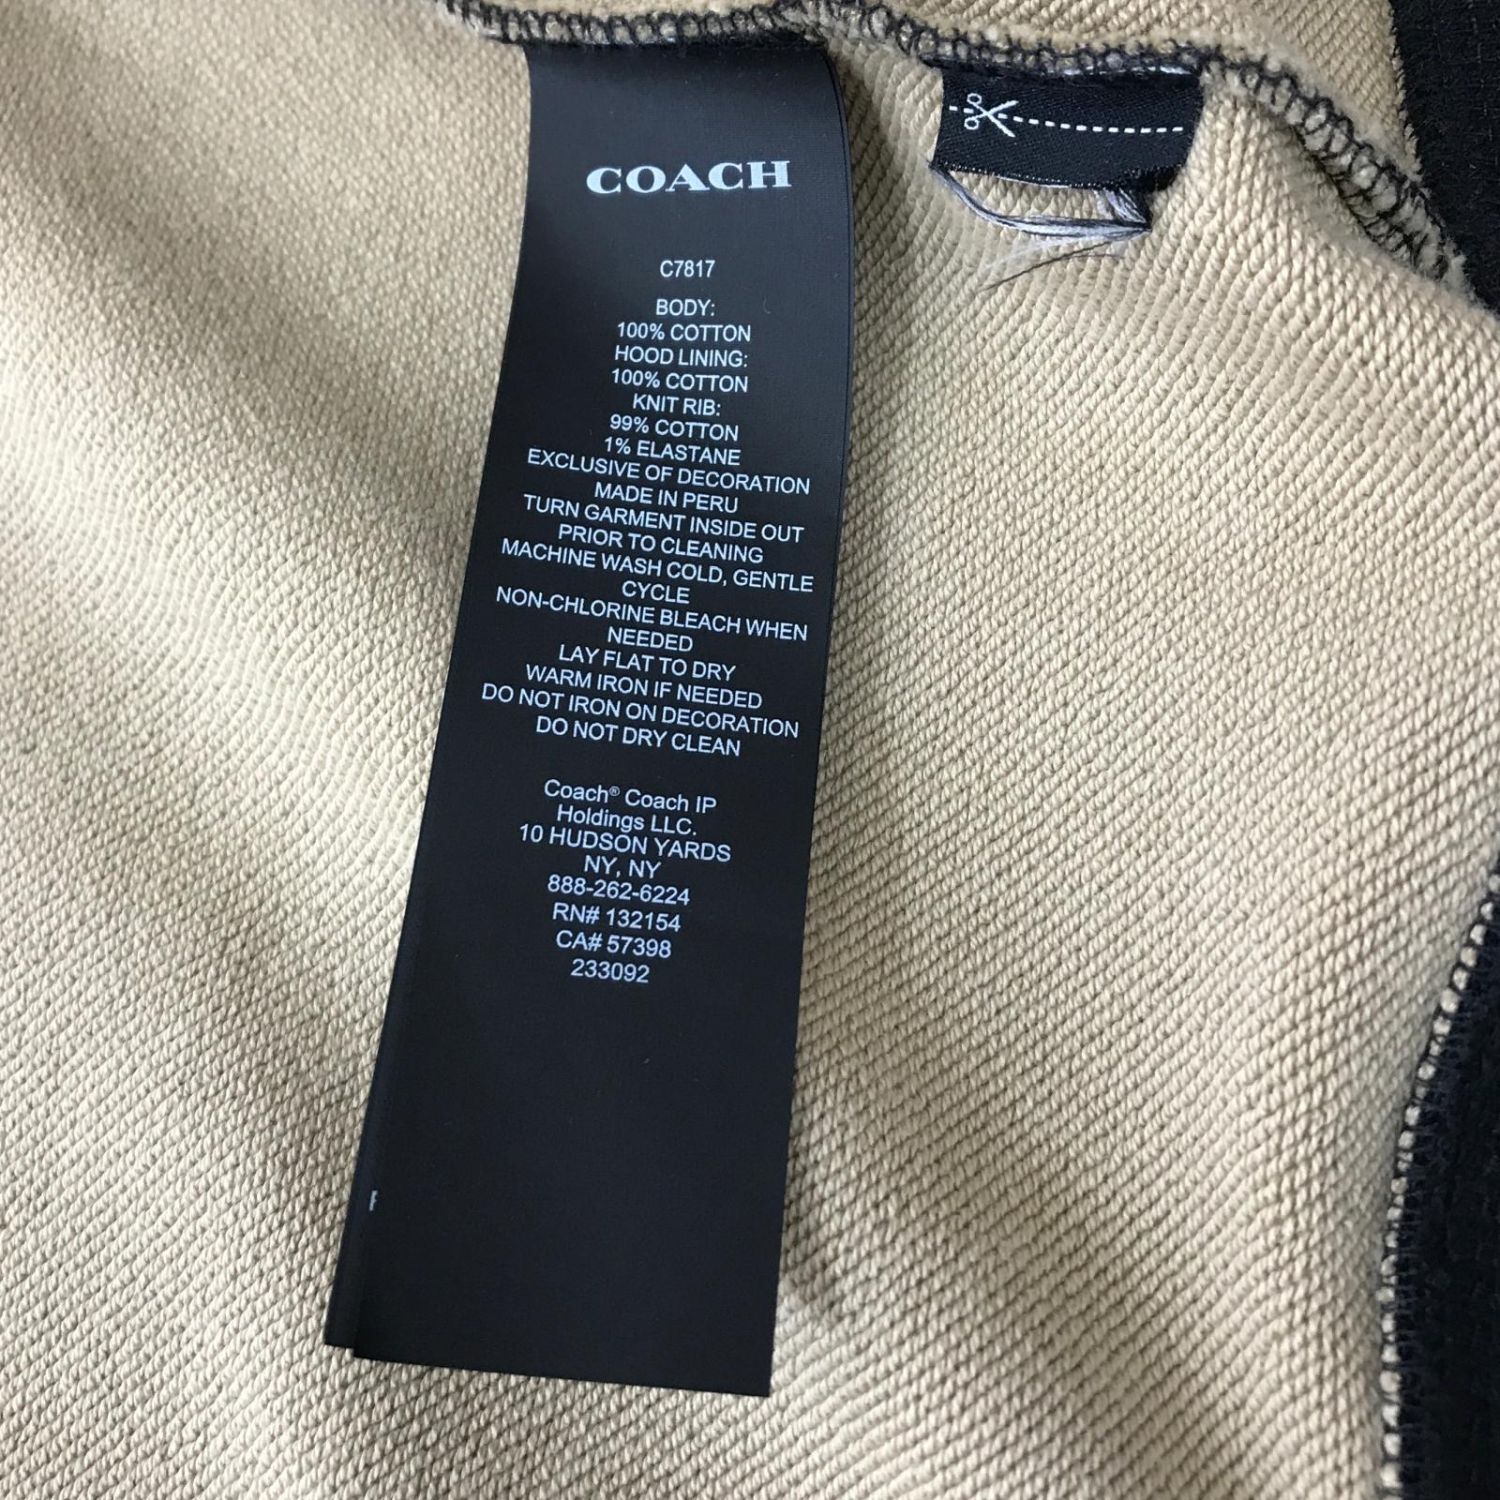 COACH
C7817
BODY:
100% COTTON
HOOD LINING:
100% COTTON
KNIT RIB:
99% COTTON
1% ELASTANE
EXCLUSIVE OF DECORATION
MADE IN PERU
TURN GARMENT INSIDE OUT
PRIOR TO CLEANING
MACHINE WASH COLD, GENTLE
CYCLE
NON-CHLORINE BLEACH WHEN
NEEDED
LAY FLAT TO DRY
WARM IRON IF NEEDED
DO NOT IRON ON DECORATION
DO NOT DRY CLEAN
Coach® Coach IP
Holdings LLC.
10 HUDSON YARDS
NY, NY
888-262-6224
RN# 132154
CA# 57398
233092